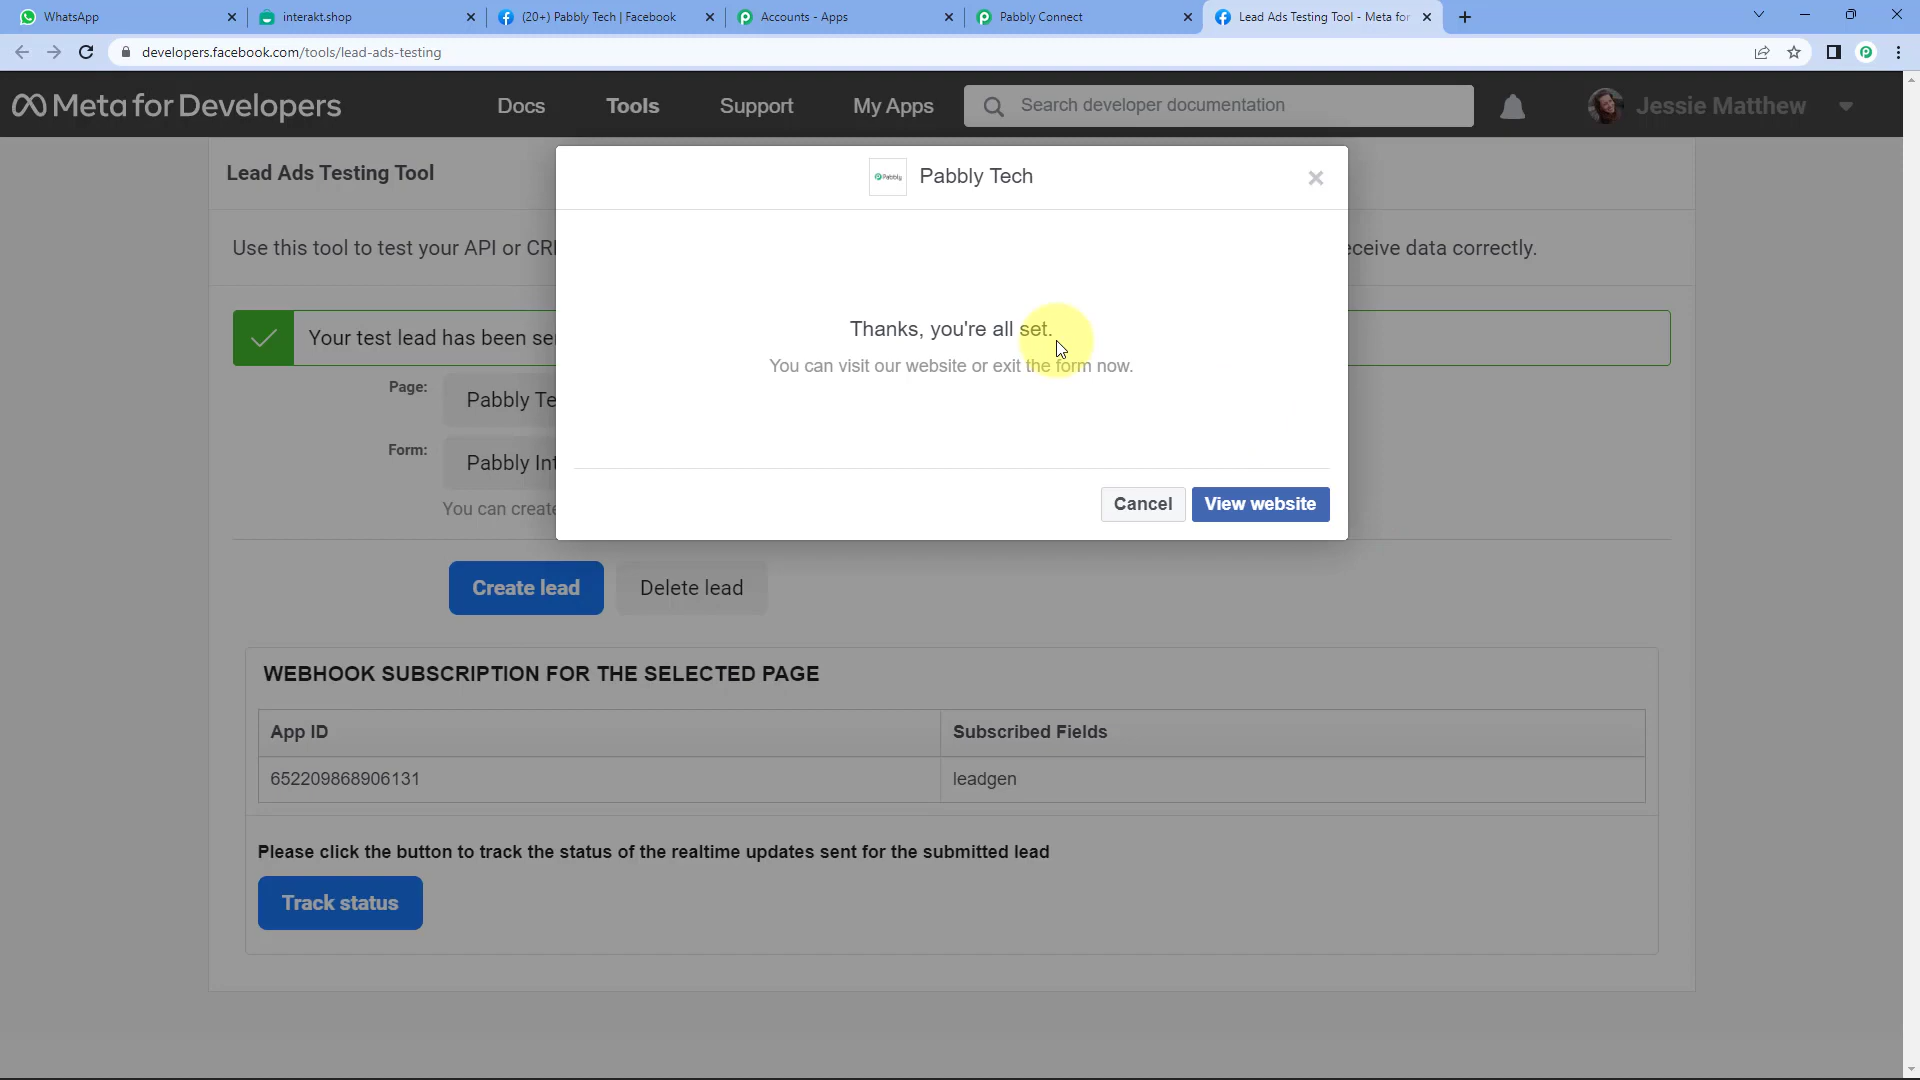 WhatsApp
interakt.shop
(20+) Pabbly Tech | Facebook
Accounts - Apps
Pabbly Connect
Lead Ads Testing Tool - Meta for
developers.facebook.com/tools/lead-ads-testing
Meta for Developers
Docs
Tools
Support
My Apps
Search developer documentation
Jessie Matthew
Lead Ads Testing Tool
Pabbly
Pabbly Tech
Use this tool to test your API or CR
eceive data correctly.
Your test lead has been se
Thanks, you're all set.
You can visit our website or exit the form now.
Page:
Pabbly Te
Form:
Pabbly Int
You can create
Cancel
View website
Create lead
Delete lead
WEBHOOK SUBSCRIPTION FOR THE SELECTED PAGE
App ID
Subscribed Fields
652209868906131
leadgen
Please click the button to track the status of the realtime updates sent for the submitted lead
Track status